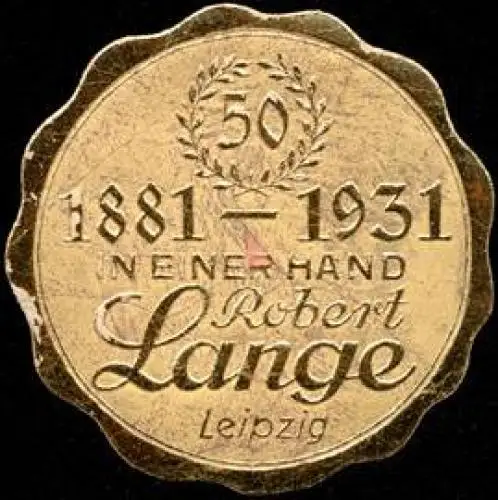 50
1881 — 1931
IN EINER HAND
Robert
Lange
Leipzig